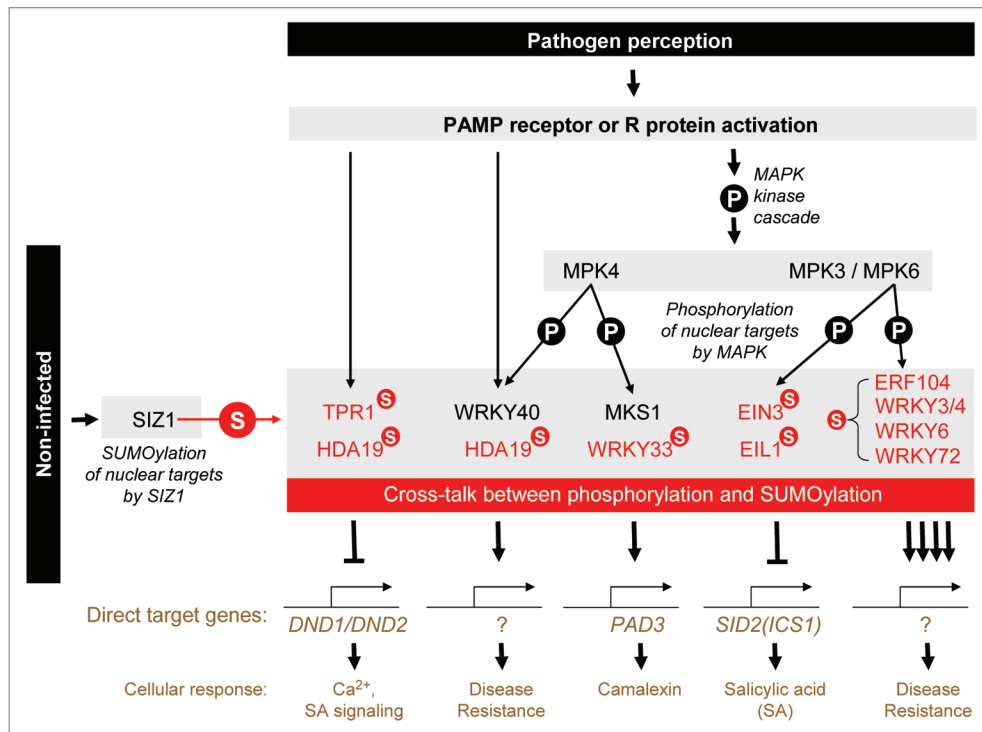 Pathogen perception
PAMP receptor or R protein activation
P
MAPK
kinase
cascade
MPK4
MPK3 / MPK6
P
P
Phosphorylation
of nuclear targets
by MAPK
P
P
Non-infected
SIZ1
S
SUMOylation
of nuclear targets
by SIZ1
TPR1 S
HDA19 S
WRKY40
HDA19 S
MKS1
WRKY33 S
EIN3 S
EIL1 S
S
ERF104
WRKY3/4
WRKY6
WRKY72
Cross-talk between phosphorylation and SUMOylation
Direct target genes:
DND1/DND2
?
PAD3
SID2(ICS1)
?
Cellular response:
Ca2+,
SA signaling
Disease
Resistance
Camalexin
Salicylic acid
(SA)
Disease
Resistance